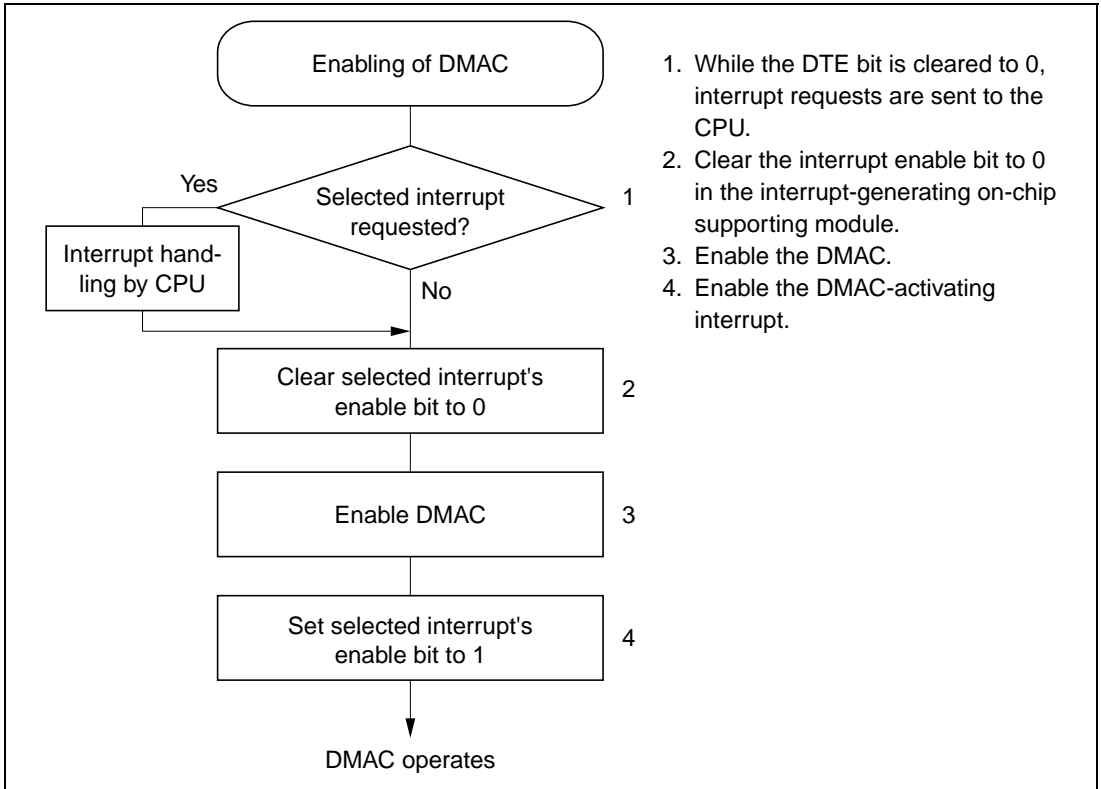 Enabling of DMAC
Yes
Selected interrupt
requested?
1
Interrupt hand-
ling by CPU
No
Clear selected interrupt's
enable bit to 0
2
Enable DMAC
3
Set selected interrupt's
enable bit to 1
4
DMAC operates
1. While the DTE bit is cleared to 0,
interrupt requests are sent to the
CPU.
2. Clear the interrupt enable bit to 0
in the interrupt-generating on-chip
supporting module.
3. Enable the DMAC.
4. Enable the DMAC-activating
interrupt.